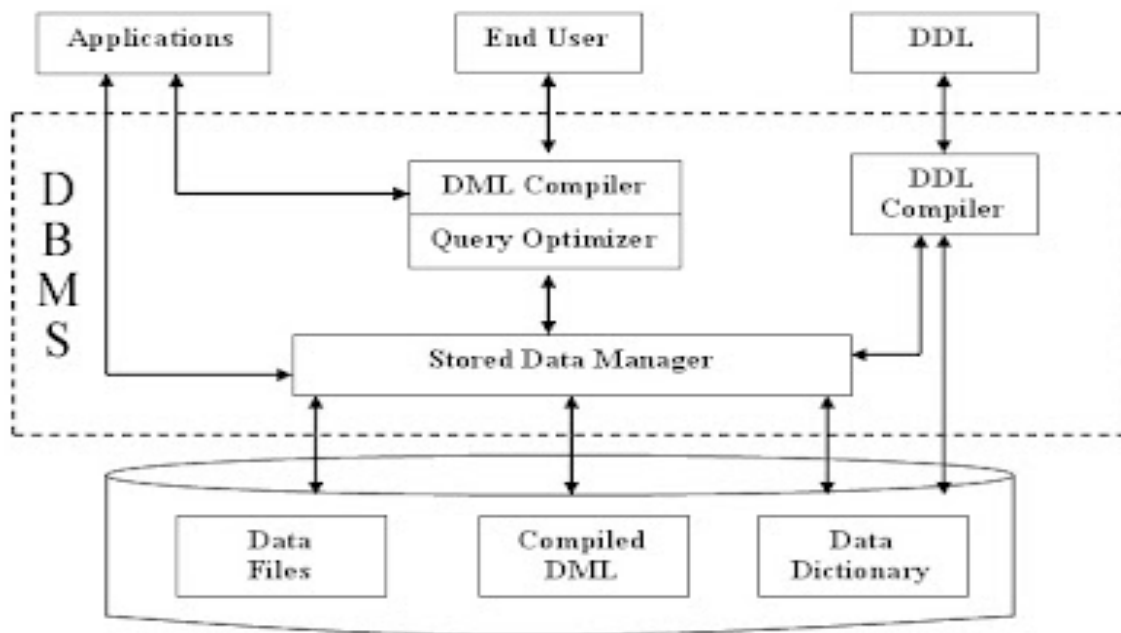 Applications
End User
DDL
DML Compiler
Query Optimizer
DDL
Compiler
DBMS
Stored Data Manager
Data
Files
Compiled
DML
Data
Dictionary